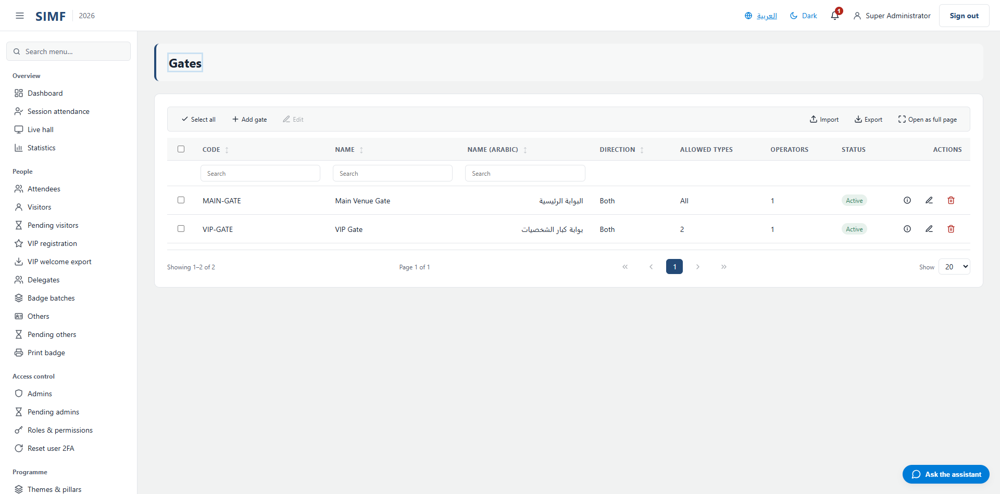 SIMF 2026
العربية Dark 1 Super Administrator Sign out
Search menu...
Overview
Dashboard
Session attendance
Live hall
Statistics
People
Attendees
Visitors
Pending visitors
VIP registration
VIP welcome export
Delegates
Badge batches
Others
Pending others
Print badge
Access control
Admins
Pending admins
Roles & permissions
Reset user 2FA
Programme
Themes & pillars
Gates
Select all Add gate Edit Import Export Open as full page
CODE NAME NAME (ARABIC) DIRECTION ALLOWED TYPES OPERATORS STATUS ACTIONS
Search Search Search
MAIN-GATE Main Venue Gate البوابة الرئيسية Both All 1 Active
VIP-GATE VIP Gate بوابة كبار الشخصيات Both 2 1 Active
Showing 1–2 of 2 Page 1 of 1 « ‹ 1 › » Show 20
Ask the assistant